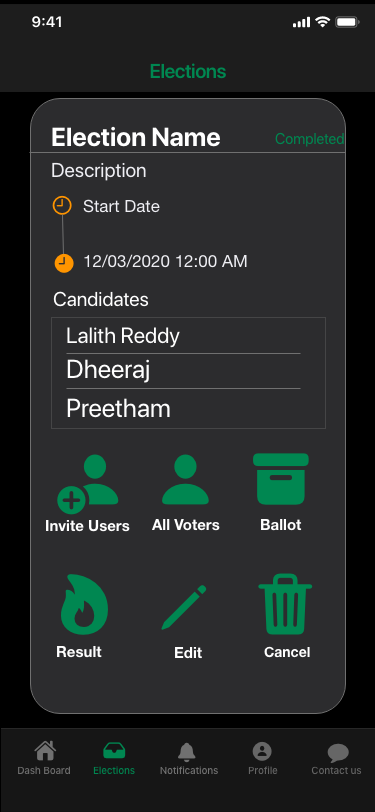 9:41
Elections
Election Name
Completed
Description
Start Date
12/03/2020 12:00 AM
Candidates
Lalith Reddy
Dheeraj
Preetham
Invite Users
All Voters
Ballot
Result
Edit
Cancel
Dash Board
Elections
Notifications
Profile
Contact us